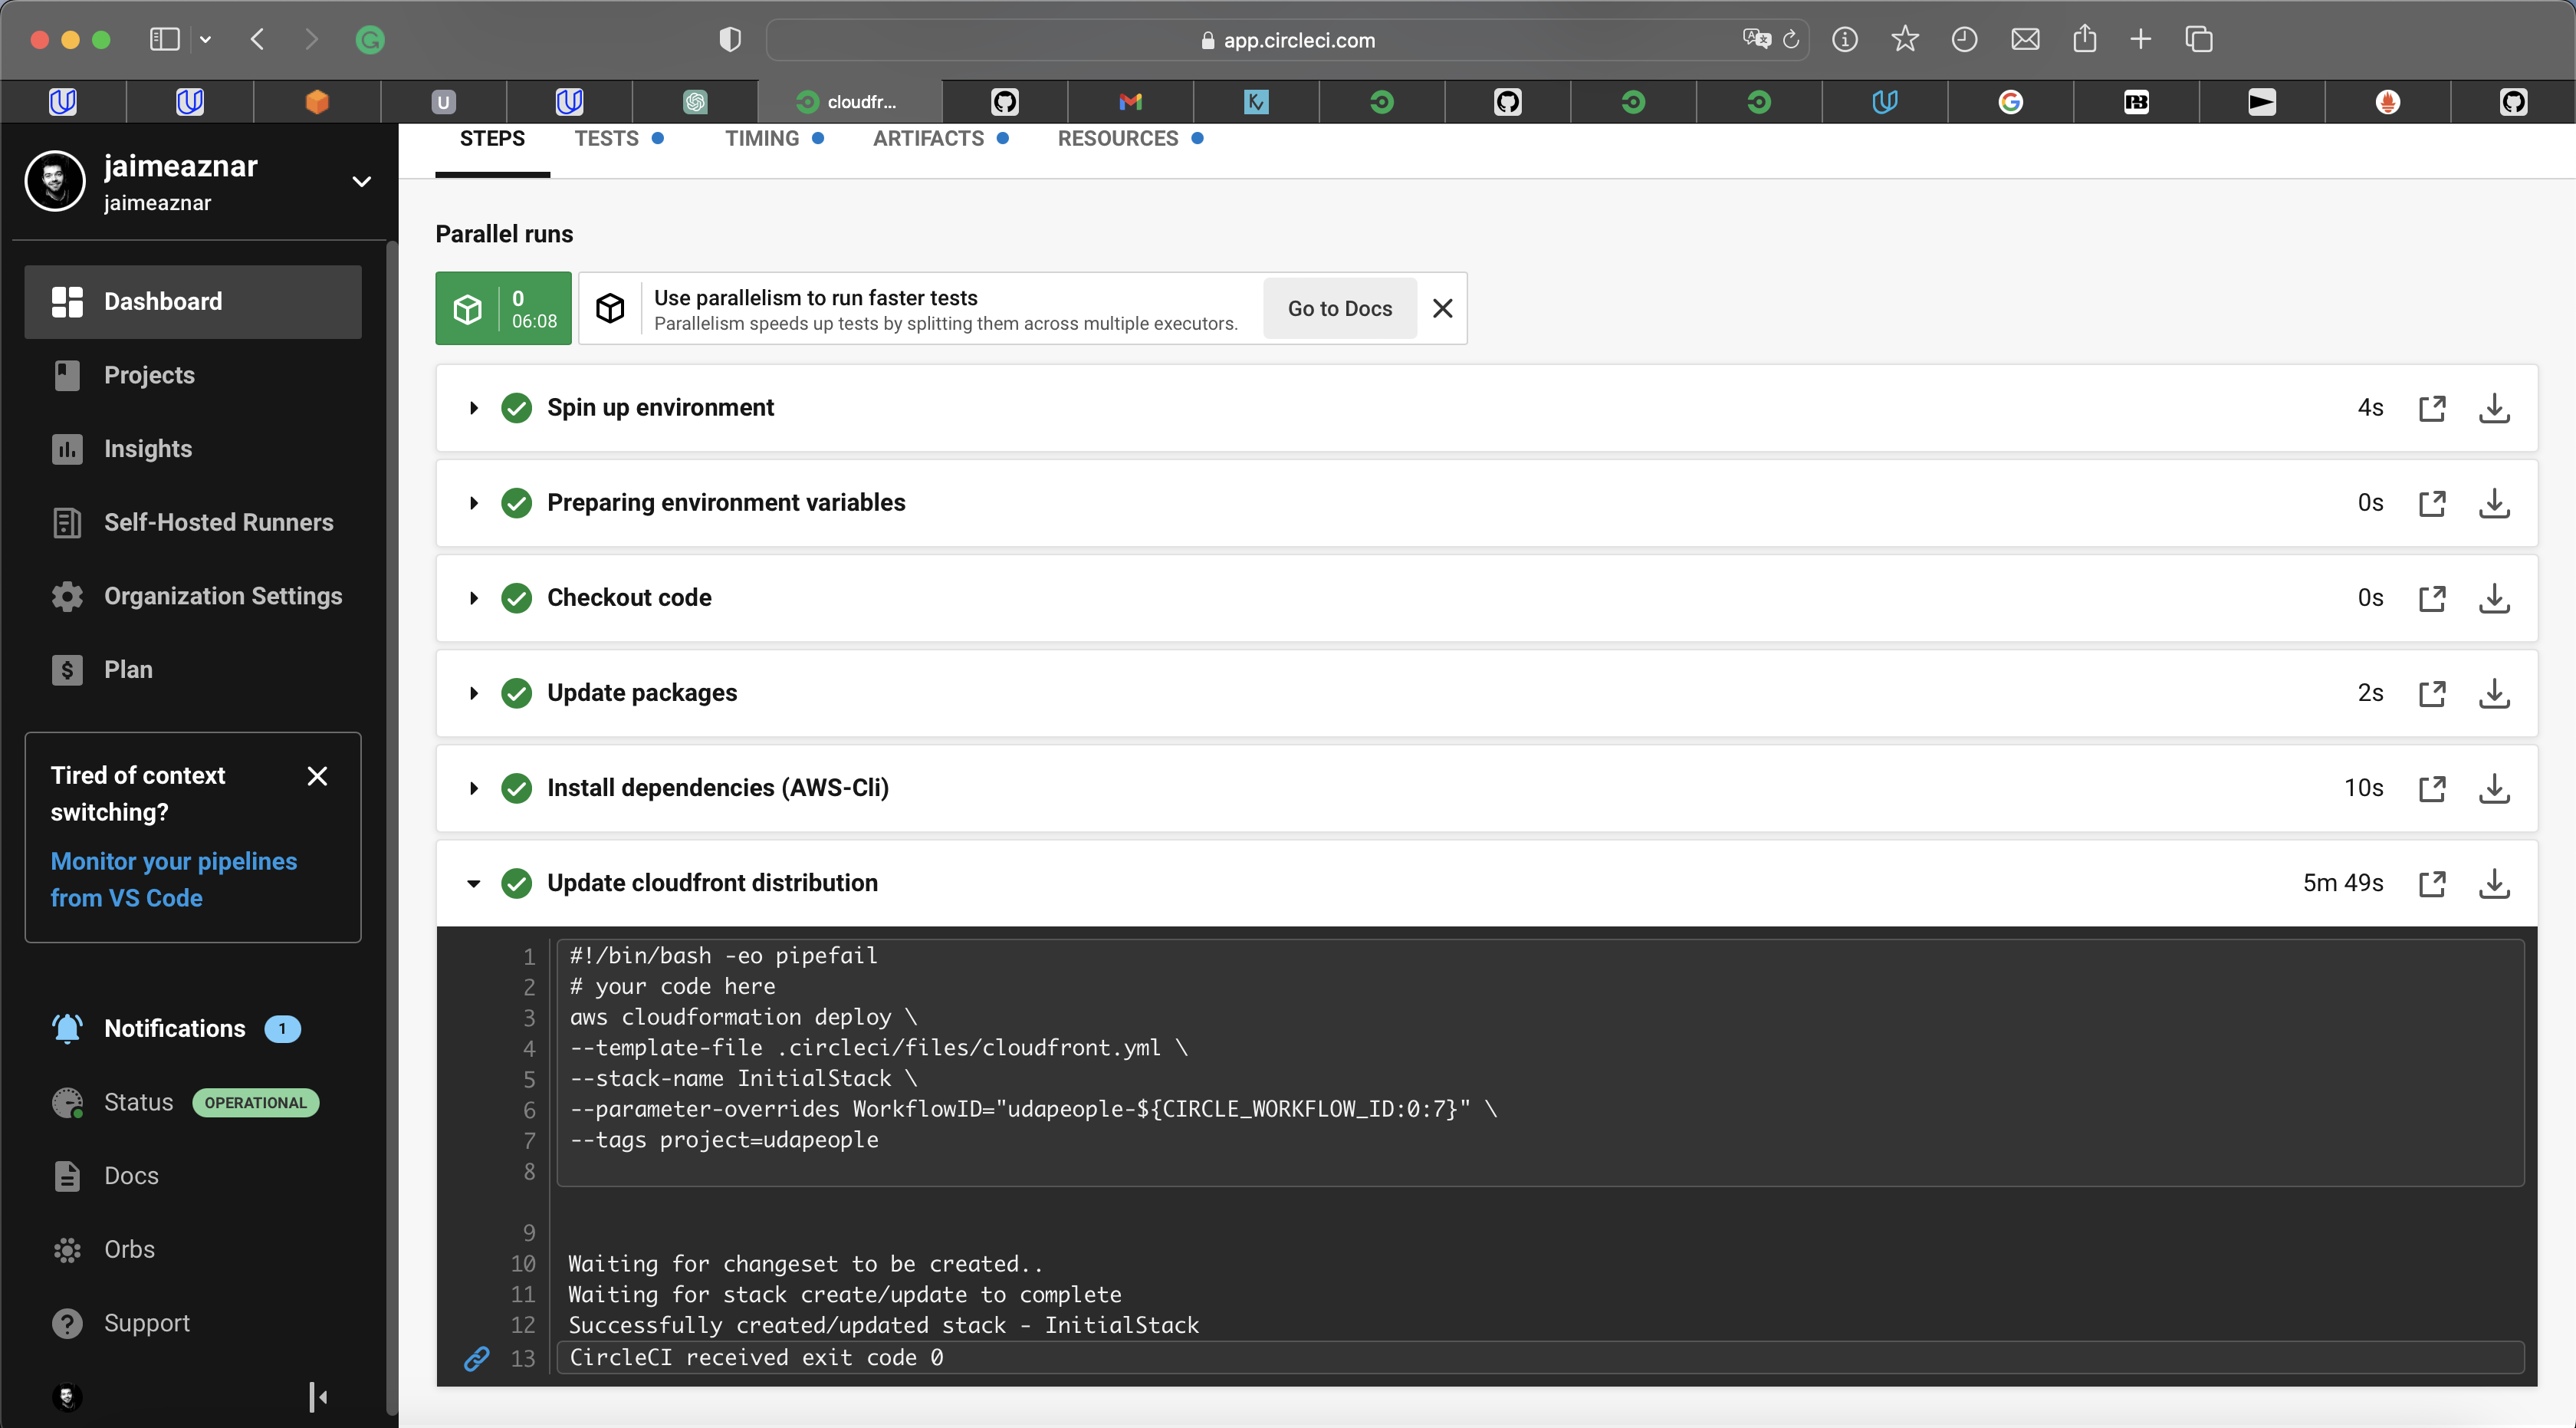 app.circleci.com
U
cloudfr...
jaimeaznar
jaimeaznar
Dashboard
Projects
Insights
Self-Hosted Runners
Organization Settings
Plan
Tired of context
switching?
Monitor your pipelines
from VS Code
Notifications 1
Status OPERATIONAL
Docs
Orbs
Support
STEPS TESTS TIMING ARTIFACTS RESOURCES
Parallel runs
0
06:08
Use parallelism to run faster tests
Parallelism speeds up tests by splitting them across multiple executors.
Go to Docs
Spin up environment 4s
Preparing environment variables 0s
Checkout code 0s
Update packages 2s
Install dependencies (AWS-Cli) 10s
Update cloudfront distribution 5m 49s
1 #!/bin/bash -eo pipefail
2 # your code here
3 aws cloudformation deploy \
4 --template-file .circleci/files/cloudfront.yml \
5 --stack-name InitialStack \
6 --parameter-overrides WorkflowID="udapeople-${CIRCLE_WORKFLOW_ID:0:7}" \
7 --tags project=udapeople
8
9
10 Waiting for changeset to be created..
11 Waiting for stack create/update to complete
12 Successfully created/updated stack - InitialStack
13 CircleCI received exit code 0